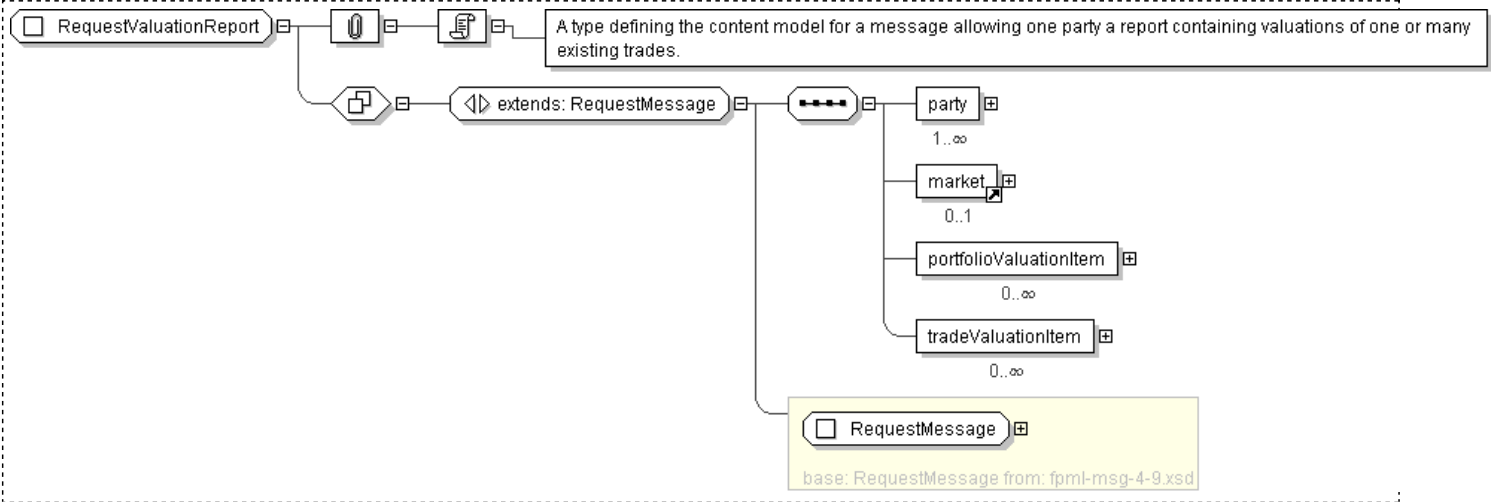 RequestValuationReport
A type defining the content model for a message allowing one party a report containing valuations of one or many
existing trades.
extends: RequestMessage
party
1..∞
market
0..1
portfolioValuationItem
0..∞
tradeValuationItem
0..∞
RequestMessage
base: RequestMessage from: fpml-msg-4-9.xsd